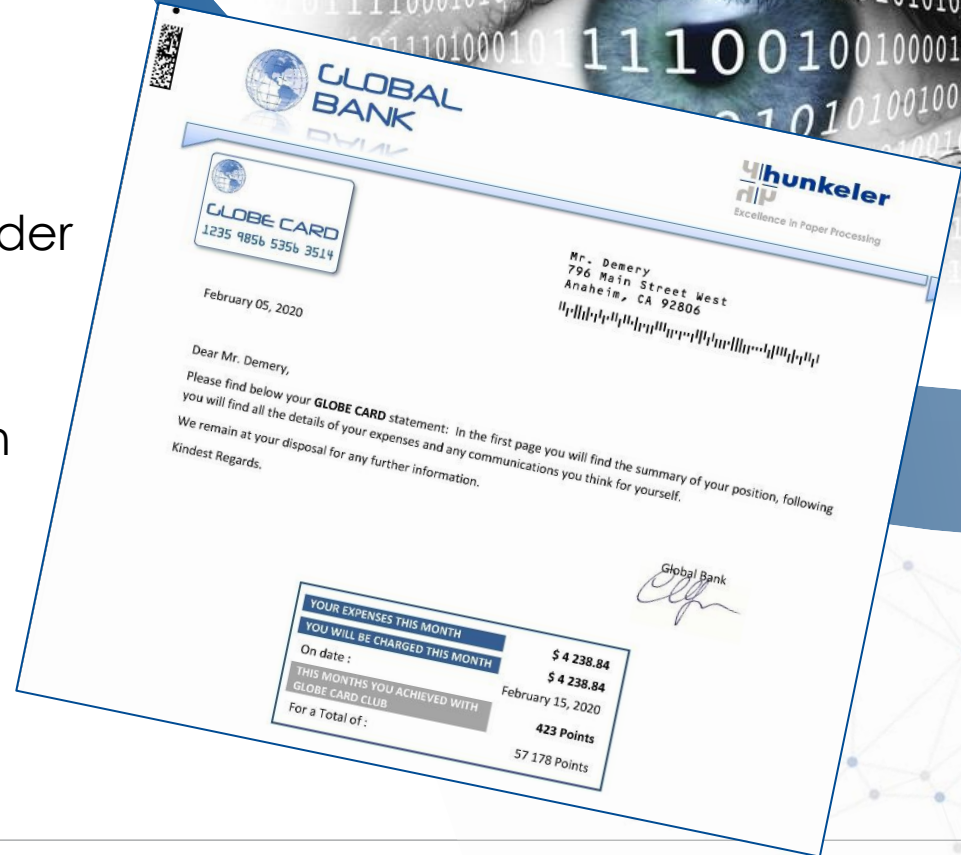 der
n
GLOBAL
BANK
hunkeler
Excellence in Paper Processing
GLOBE CARD
1235 9856 5356 3514
Mr. Demery
796 Main Street West
Anaheim, CA 92806
February 05, 2020
Dear Mr. Demery,
Please find below your GLOBE CARD statement: In the first page you will find the summary of your position, following
you will find all the details of your expenses and any communications you think for yourself.
We remain at your disposal for any further information.
Kindest Regards.
Global Bank
YOUR EXPENSES THIS MONTH $ 4 238.84
YOU WILL BE CHARGED THIS MONTH $ 4 238.84
On date : February 15, 2020
THIS MONTHS YOU ACHIEVED WITH
GLOBE CARD CLUB 423 Points
For a Total of : 57 178 Points